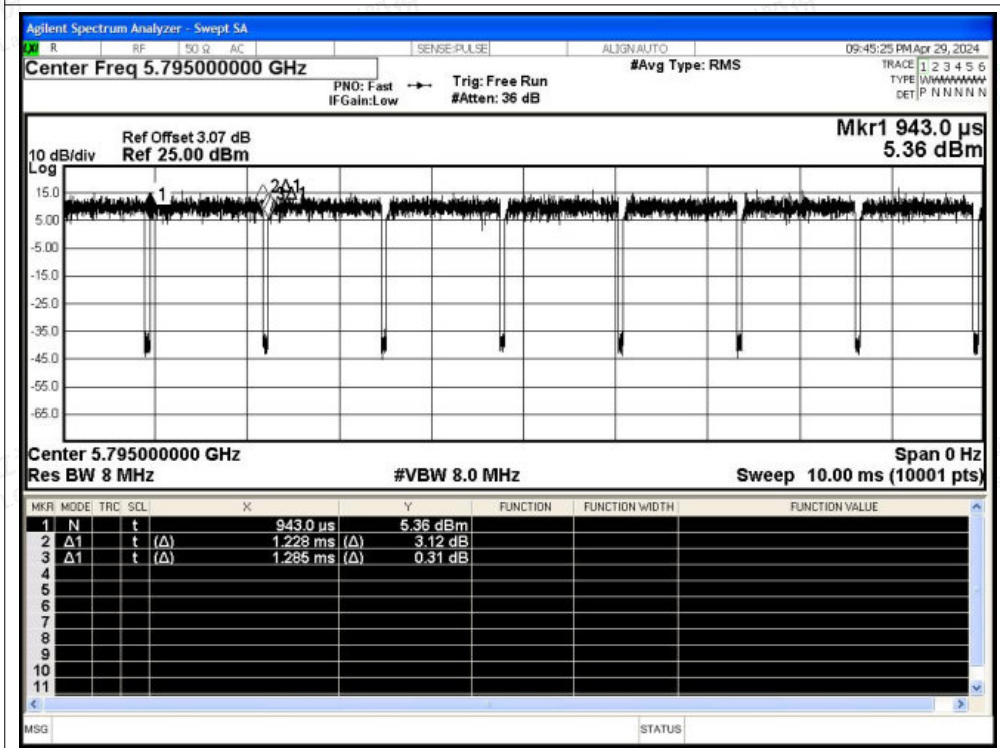 Agilent Spectrum Analyzer - Swept SA
LXI R RF 50 Ω AC SENSE:PULSE ALIGN AUTO 09:45:25 PM Apr 29, 2024
Center Freq 5.795000000 GHz #Avg Type: RMS TRACE 1 2 3 4 5 6
PNO: Fast Trig: Free Run TYPE WWWWWW
IFGain:Low #Atten: 36 dB DET P N N N N N
Mkr1 943.0 µs
Ref Offset 3.07 dB
10 dB/div Ref 25.00 dBm 5.36 dBm
Log
15.0
1 2Δ1 3Δ1
5.00
-5.00
-15.0
-25.0
-35.0
-45.0
-55.0
-65.0
Center 5.795000000 GHz Span 0 Hz
Res BW 8 MHz #VBW 8.0 MHz Sweep 10.00 ms (10001 pts)
MKR MODE TRC SCL X Y FUNCTION FUNCTION WIDTH FUNCTION VALUE
1 N t 943.0 µs 5.36 dBm
2 Δ1 t (Δ) 1.228 ms (Δ) 3.12 dB
3 Δ1 t (Δ) 1.285 ms (Δ) 0.31 dB
4
5
6
7
8
9
10
11
MSG STATUS